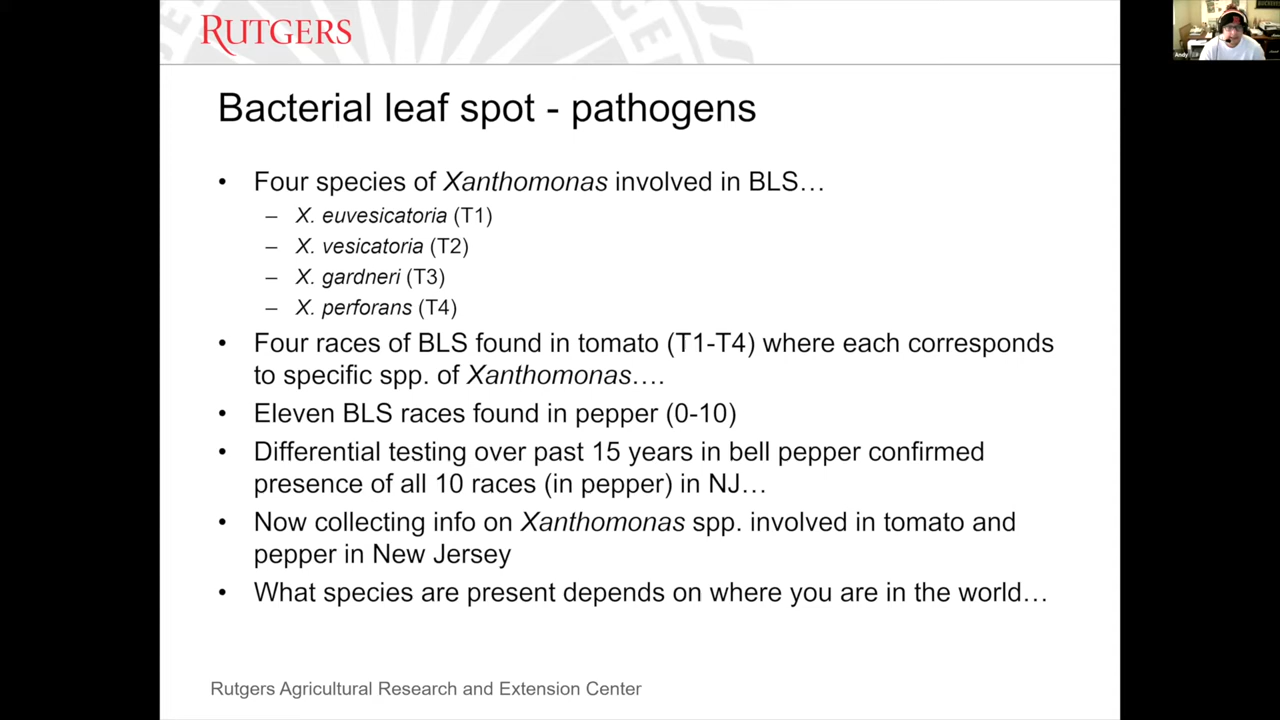 RUTGERS
Bacterial leaf spot - pathogens
• Four species of Xanthomonas involved in BLS…
– X. euvesicatoria (T1)
– X. vesicatoria (T2)
– X. gardneri (T3)
– X. perforans (T4)
• Four races of BLS found in tomato (T1-T4) where each corresponds
to specific spp. of Xanthomonas….
• Eleven BLS races found in pepper (0-10)
• Differential testing over past 15 years in bell pepper confirmed
presence of all 10 races (in pepper) in NJ…
• Now collecting info on Xanthomonas spp. involved in tomato and
pepper in New Jersey
• What species are present depends on where you are in the world…
Rutgers Agricultural Research and Extension Center
Andy